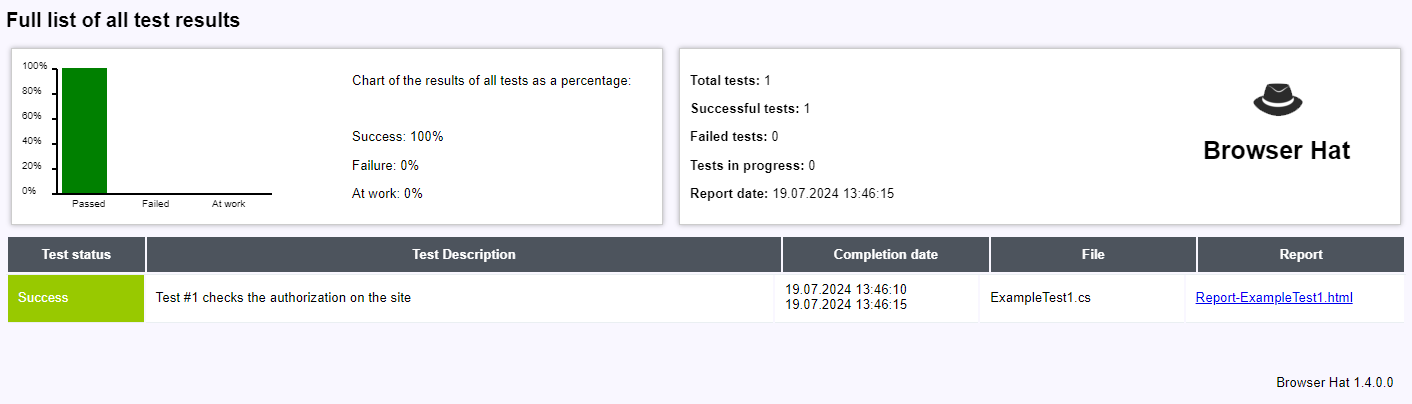 Full list of all test results
100%
80%
60%
40%
20%
0%
Passed Failed At work
Chart of the results of all tests as a percentage:
Success: 100%
Failure: 0%
At work: 0%
Total tests: 1
Successful tests: 1
Failed tests: 0
Tests in progress: 0
Report date: 19.07.2024 13:46:15
Browser Hat
Test status Test Description Completion date File Report
Success Test #1 checks the authorization on the site 19.07.2024 13:46:10
19.07.2024 13:46:15 ExampleTest1.cs Report-ExampleTest1.html
Browser Hat 1.4.0.0